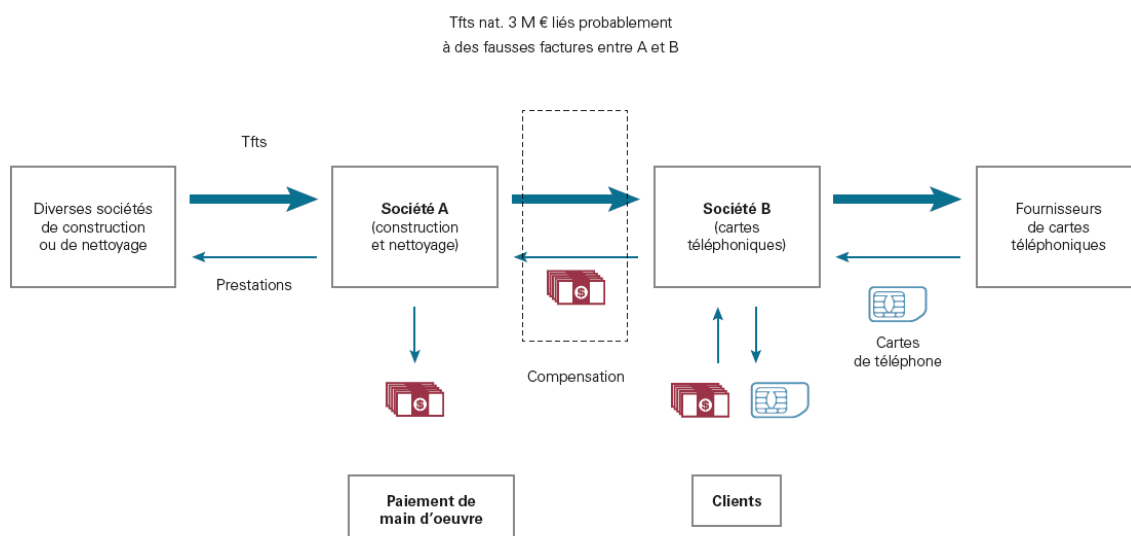 Tfts nat. 3 M € liés probablement
à des fausses factures entre A et B
Tfts
Diverses sociétés
de construction
ou de nettoyage
Société A
(construction
et nettoyage)
Société B
(cartes
téléphoniques)
Fournisseurs
de cartes
téléphoniques
Prestations
Compensation
Cartes
de téléphone
Paiement de
main d'oeuvre
Clients